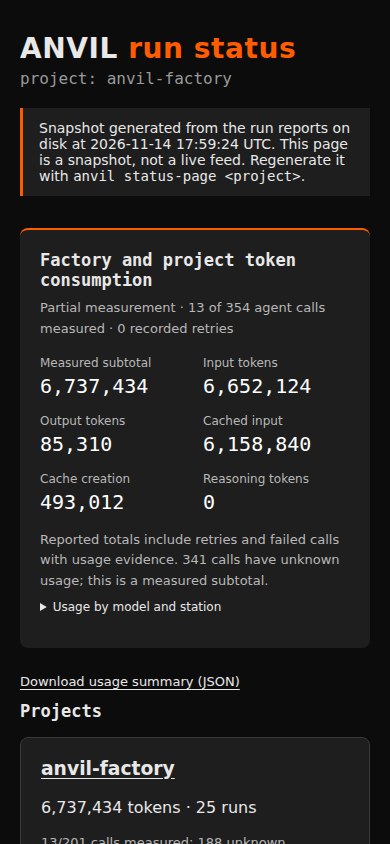 ANVIL run status
project: anvil-factory
Snapshot generated from the run reports on
disk at 2026-11-14 17:59:24 UTC. This page
is a snapshot, not a live feed. Regenerate it
with anvil status-page <project>.
Factory and project token
consumption
Partial measurement · 13 of 354 agent calls
measured · 0 recorded retries
Measured subtotal Input tokens
6,737,434 6,652,124
Output tokens Cached input
85,310 6,158,840
Cache creation Reasoning tokens
493,012 0
Reported totals include retries and failed calls
with usage evidence. 341 calls have unknown
usage; this is a measured subtotal.
▶ Usage by model and station
Download usage summary (JSON)
Projects
anvil-factory
6,737,434 tokens · 25 runs
13/201 calls measured; 188 unknown